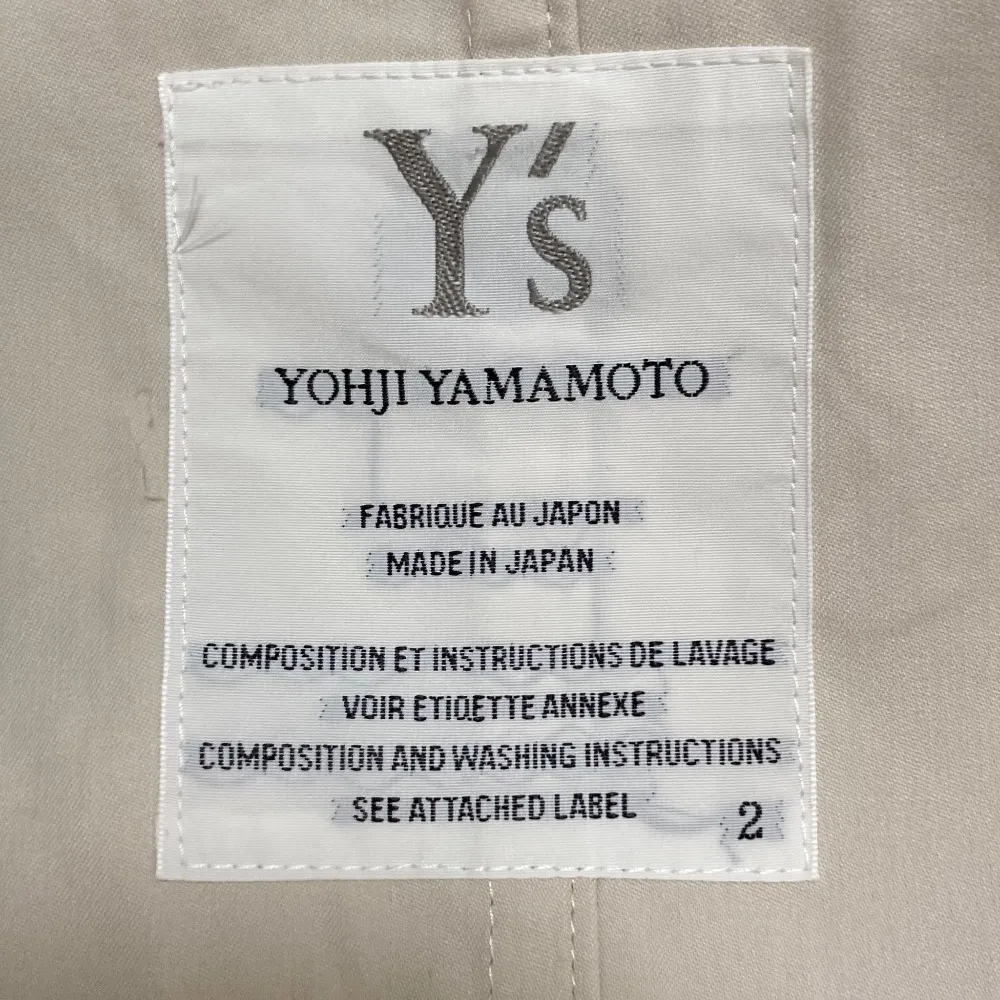 Y's
YOHJI YAMAMOTO
FABRIQUE AU JAPON
MADE IN JAPAN
COMPOSITION ET INSTRUCTIONS DE LAVAGE
VOIR ETIQETTE ANNEXE
COMPOSITION AND WASHING INSTRUCTIONS
SEE ATTACHED LABEL
2